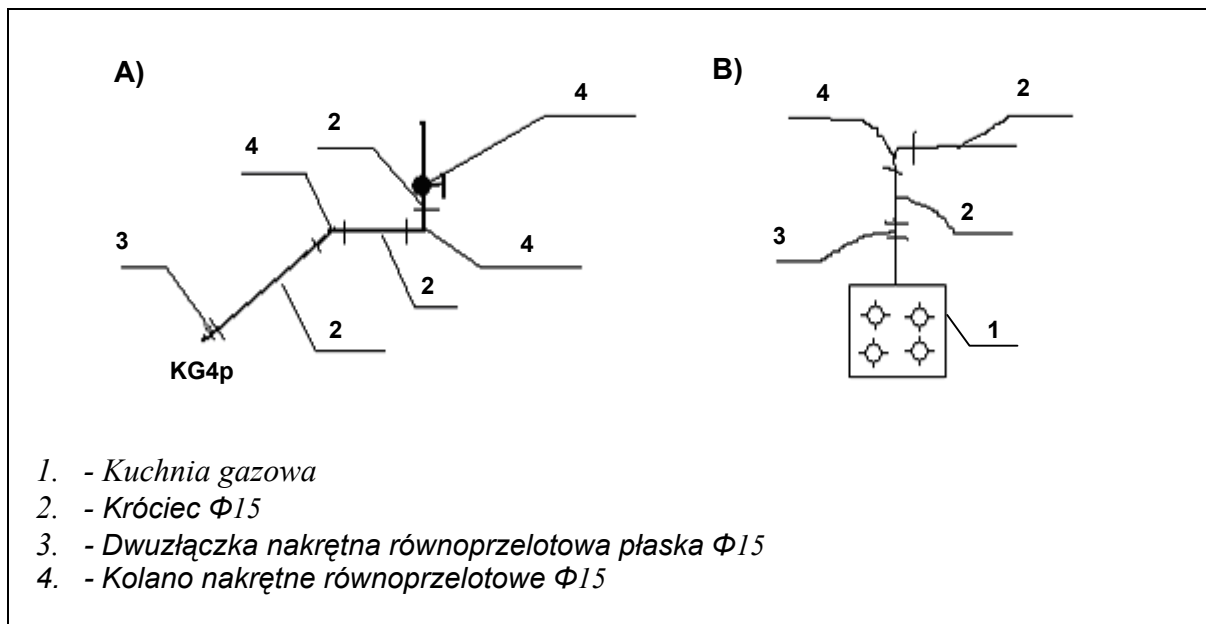 A)
B)
4
4
2
2
4
3
4
2
2
3
2
1
KG4p
1. - Kuchnia gazowa
2. - Króciec Φ15
3. - Dwuzłączka nakrętna równoprzelotowa płaska Φ15
4. - Kolano nakrętne równoprzelotowe Φ15